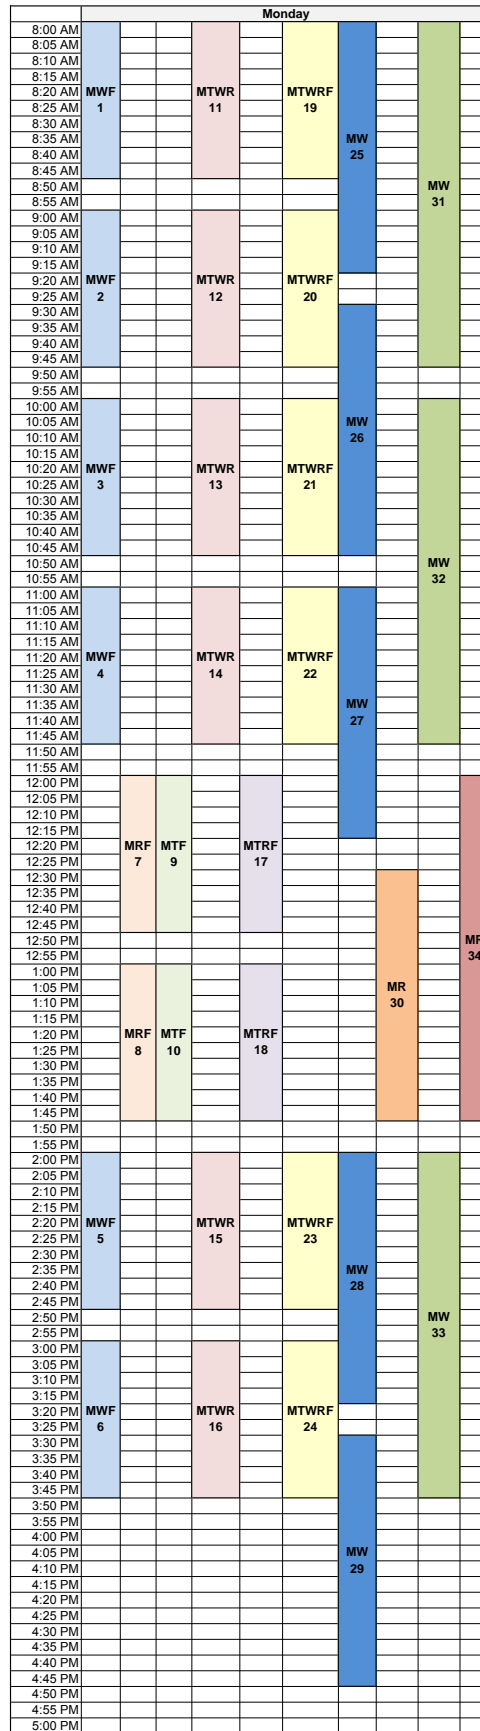 Monday
8:00 AM
8:05 AM
8:10 AM
8:15 AM
8:20 AM MWF MTWR MTWRF
8:25 AM 1 11 19
8:30 AM
8:35 AM MW
8:40 AM 25
8:45 AM
8:50 AM MW
8:55 AM 31
9:00 AM
9:05 AM
9:10 AM
9:15 AM
9:20 AM MWF MTWR MTWRF
9:25 AM 2 12 20
9:30 AM
9:35 AM
9:40 AM
9:45 AM
9:50 AM
9:55 AM
10:00 AM
10:05 AM MW
10:10 AM 26
10:15 AM
10:20 AM MWF MTWR MTWRF
10:25 AM 3 13 21
10:30 AM
10:35 AM
10:40 AM
10:45 AM
10:50 AM MW
10:55 AM 32
11:00 AM
11:05 AM
11:10 AM
11:15 AM
11:20 AM MWF MTWR MTWRF
11:25 AM 4 14 22
11:30 AM
11:35 AM MW
11:40 AM 27
11:45 AM
11:50 AM
11:55 AM
12:00 PM
12:05 PM
12:10 PM
12:15 PM
12:20 PM MRF MTF MTRF
12:25 PM 7 9 17
12:30 PM
12:35 PM
12:40 PM
12:45 PM
12:50 PM MR
12:55 PM 34
1:00 PM
1:05 PM MR
1:10 PM 30
1:15 PM
1:20 PM MRF MTF MTRF
1:25 PM 8 10 18
1:30 PM
1:35 PM
1:40 PM
1:45 PM
1:50 PM
1:55 PM
2:00 PM
2:05 PM
2:10 PM
2:15 PM
2:20 PM MWF MTWR MTWRF
2:25 PM 5 15 23
2:30 PM
2:35 PM MW
2:40 PM 28
2:45 PM
2:50 PM MW
2:55 PM 33
3:00 PM
3:05 PM
3:10 PM
3:15 PM
3:20 PM MWF MTWR MTWRF
3:25 PM 6 16 24
3:30 PM
3:35 PM
3:40 PM
3:45 PM
3:50 PM
3:55 PM
4:00 PM
4:05 PM MW
4:10 PM 29
4:15 PM
4:20 PM
4:25 PM
4:30 PM
4:35 PM
4:40 PM
4:45 PM
4:50 PM
4:55 PM
5:00 PM